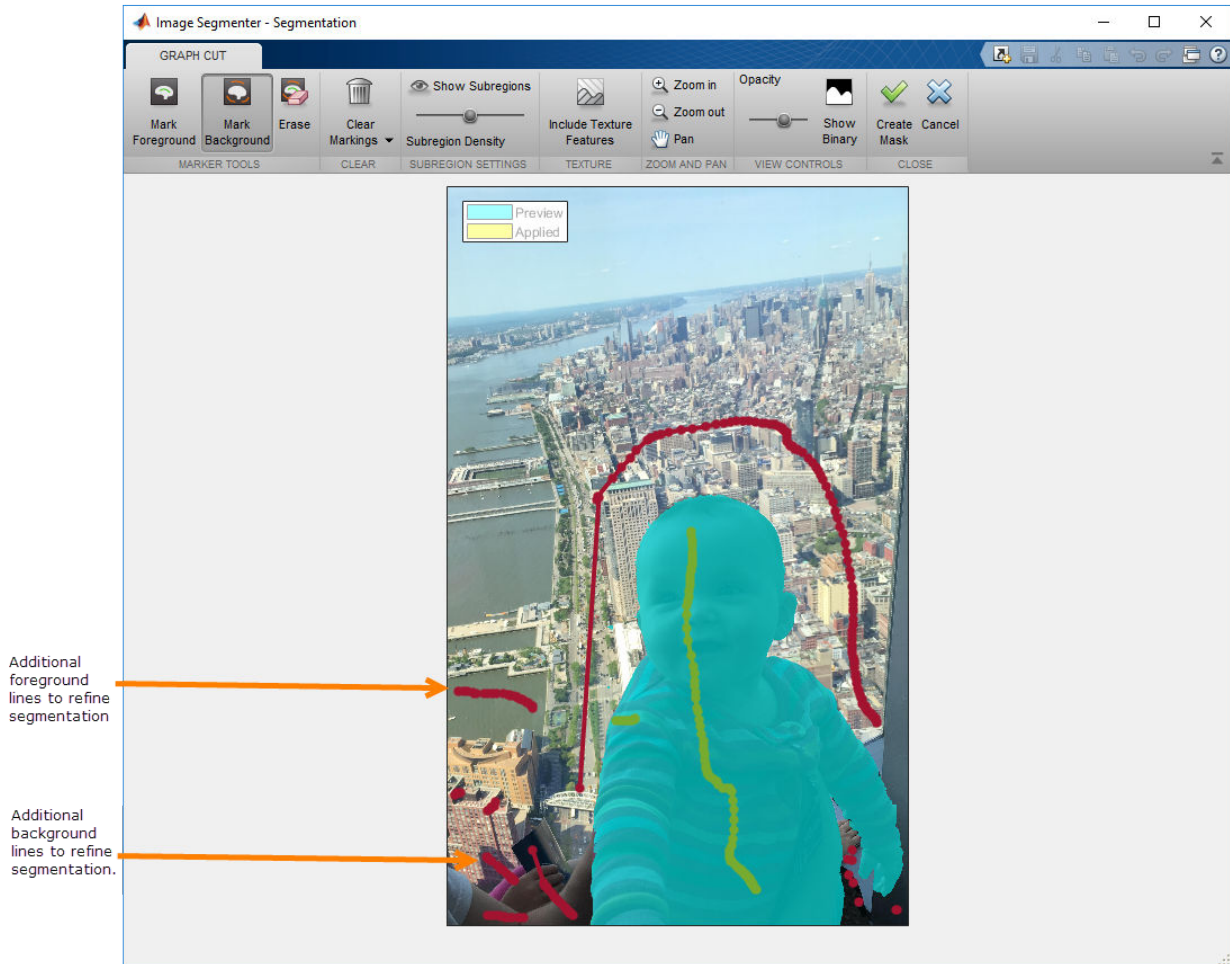 Image Segmenter - Segmentation
GRAPH CUT
Mark
Foreground
Mark
Background
Erase
Clear
Markings
Show Subregions
Subregion Density
Include Texture
Features
Zoom in
Zoom out
Pan
Opacity
Show
Binary
Create
Mask
Cancel
MARKER TOOLS
CLEAR
SUBREGION SETTINGS
TEXTURE
ZOOM AND PAN
VIEW CONTROLS
CLOSE
Preview
Applied
Additional
foreground
lines to refine
segmentation
Additional
background
lines to refine
segmentation.